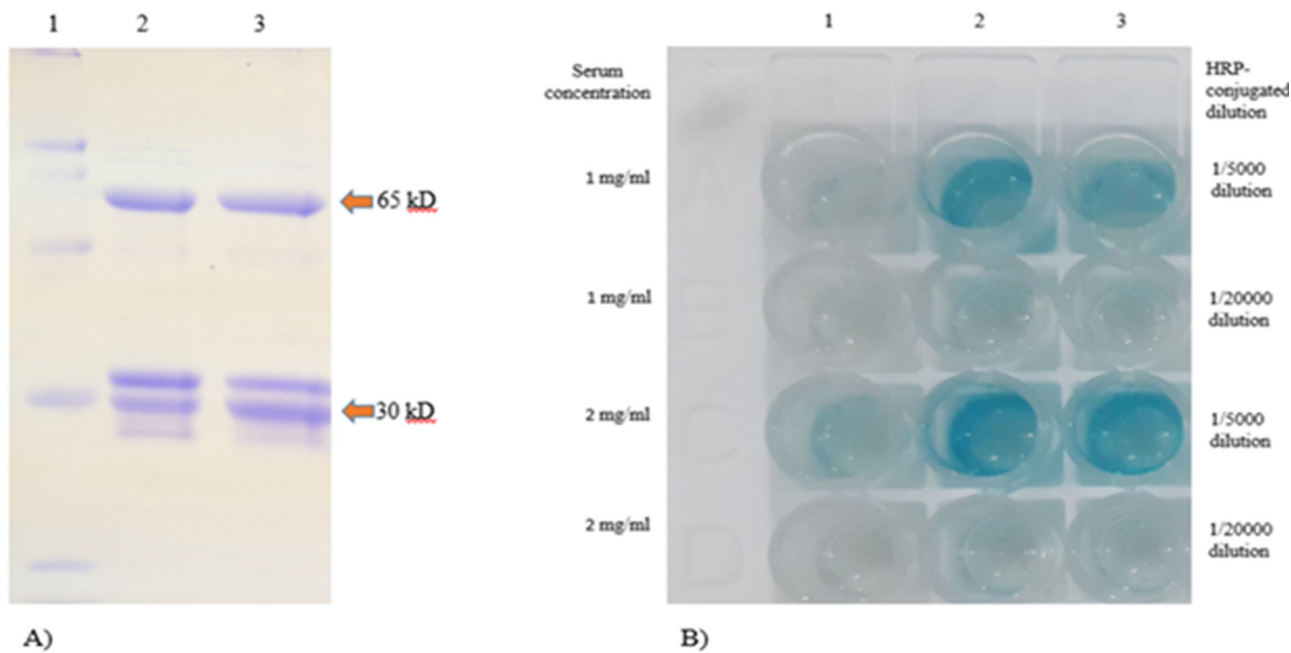 1 2 3
65 kD
30 kD
A)
1 2 3
Serum
concentration
HRP-
conjugated
dilution
1 mg/ml
1/5000
dilution
1 mg/ml
1/20000
dilution
2 mg/ml
1/5000
dilution
2 mg/ml
1/20000
dilution
A
B
C
D
B)